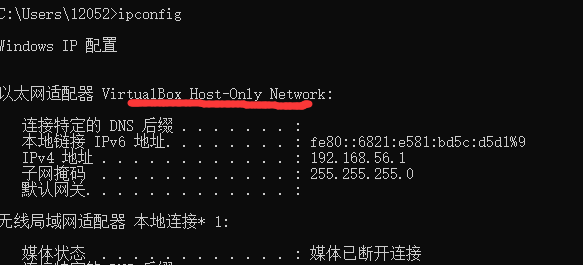 C:\Users\12052>ipconfig
Windows IP 配置
以太网适配器 VirtualBox Host-Only Network:
连接特定的 DNS 后缀 . . . . . . . :
本地链接 IPv6 地址. . . . . . . . : fe80::6821:e581:bd5c:d5d1%9
IPv4 地址 . . . . . . . . . . . . : 192.168.56.1
子网掩码 . . . . . . . . . . . . : 255.255.255.0
默认网关. . . . . . . . . . . . . :
无线局域网适配器 本地连接* 1:
媒体状态 . . . . . . . . . . . . : 媒体已断开连接